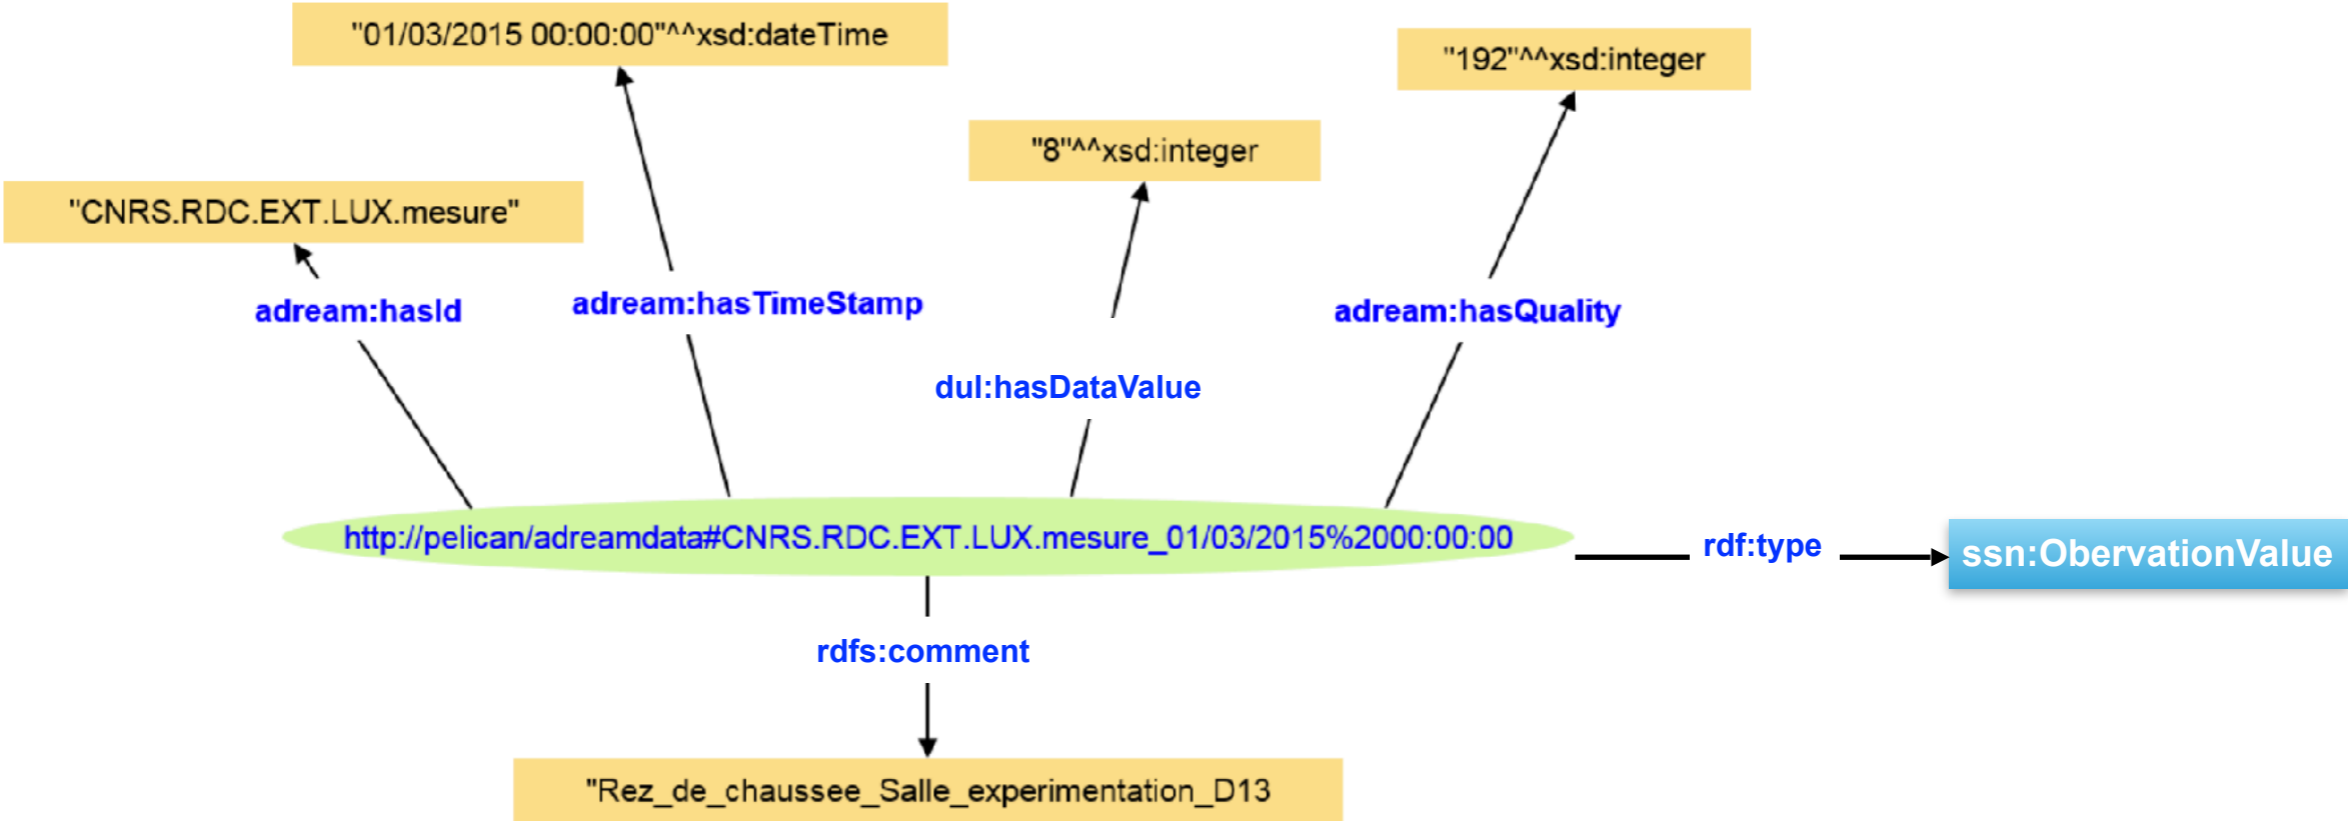 "01/03/2015 00:00:00"^^xsd:dateTime
"192"^^xsd:integer
"8"^^xsd:integer
"CNRS.RDC.EXT.LUX.mesure"
adream:hasId
adream:hasTimeStamp
adream:hasQuality
dul:hasDataValue
http://pelican/adreamdata#CNRS.RDC.EXT.LUX.mesure_01/03/2015%2000:00:00
rdf:type
ssn:ObervationValue
rdfs:comment
"Rez_de_chaussee_Salle_experimentation_D13